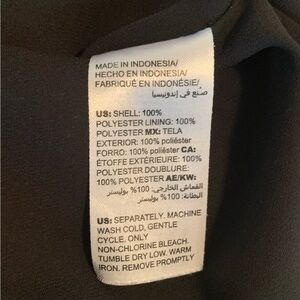 MADE IN INDONESIA/
HECHO EN INDONESIA/
FABRIQUÉ EN INDONÉSIE/
صنع في إندونيسيا
US: SHELL: 100%
POLYESTER LINING: 100%
POLYESTER MX: TELA
EXTERIOR: 100% poliéster
FORRO: 100% poliéster CA:
ÉTOFFE EXTÉRIEURE: 100%
POLYESTER DOUBLURE:
100% POLYESTER AE/KW:
القماش الخارجي: 100% بوليستر
البطانة: 100% بوليستر
US: SEPARATELY. MACHINE
WASH COLD, GENTLE
CYCLE. ONLY
NON-CHLORINE BLEACH.
TUMBLE DRY LOW. WARM
IRON. REMOVE PROMPTLY